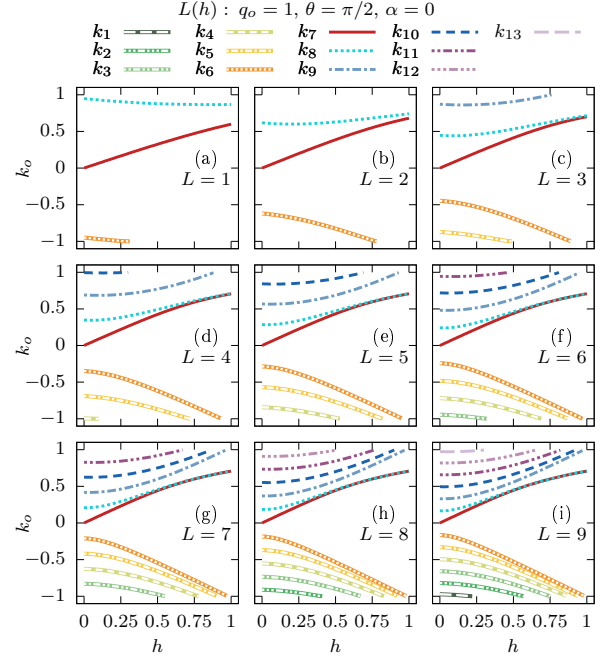 L(h) : q_o = 1, θ = π/2, α = 0
k_1 k_4 k_7 k_10 k_13
k_2 k_5 k_8 k_11
k_3 k_6 k_9 k_12
1
0.5
0
−0.5
−1
k_o
(a)
L = 1
(b)
L = 2
(c)
L = 3
1
0.5
0
−0.5
−1
k_o
(d)
L = 4
(e)
L = 5
(f)
L = 6
1
0.5
0
−0.5
−1
k_o
(g)
L = 7
(h)
L = 8
(i)
L = 9
0 0.25 0.5 0.75 1 0 0.25 0.5 0.75 1 0 0.25 0.5 0.75 1
h h h